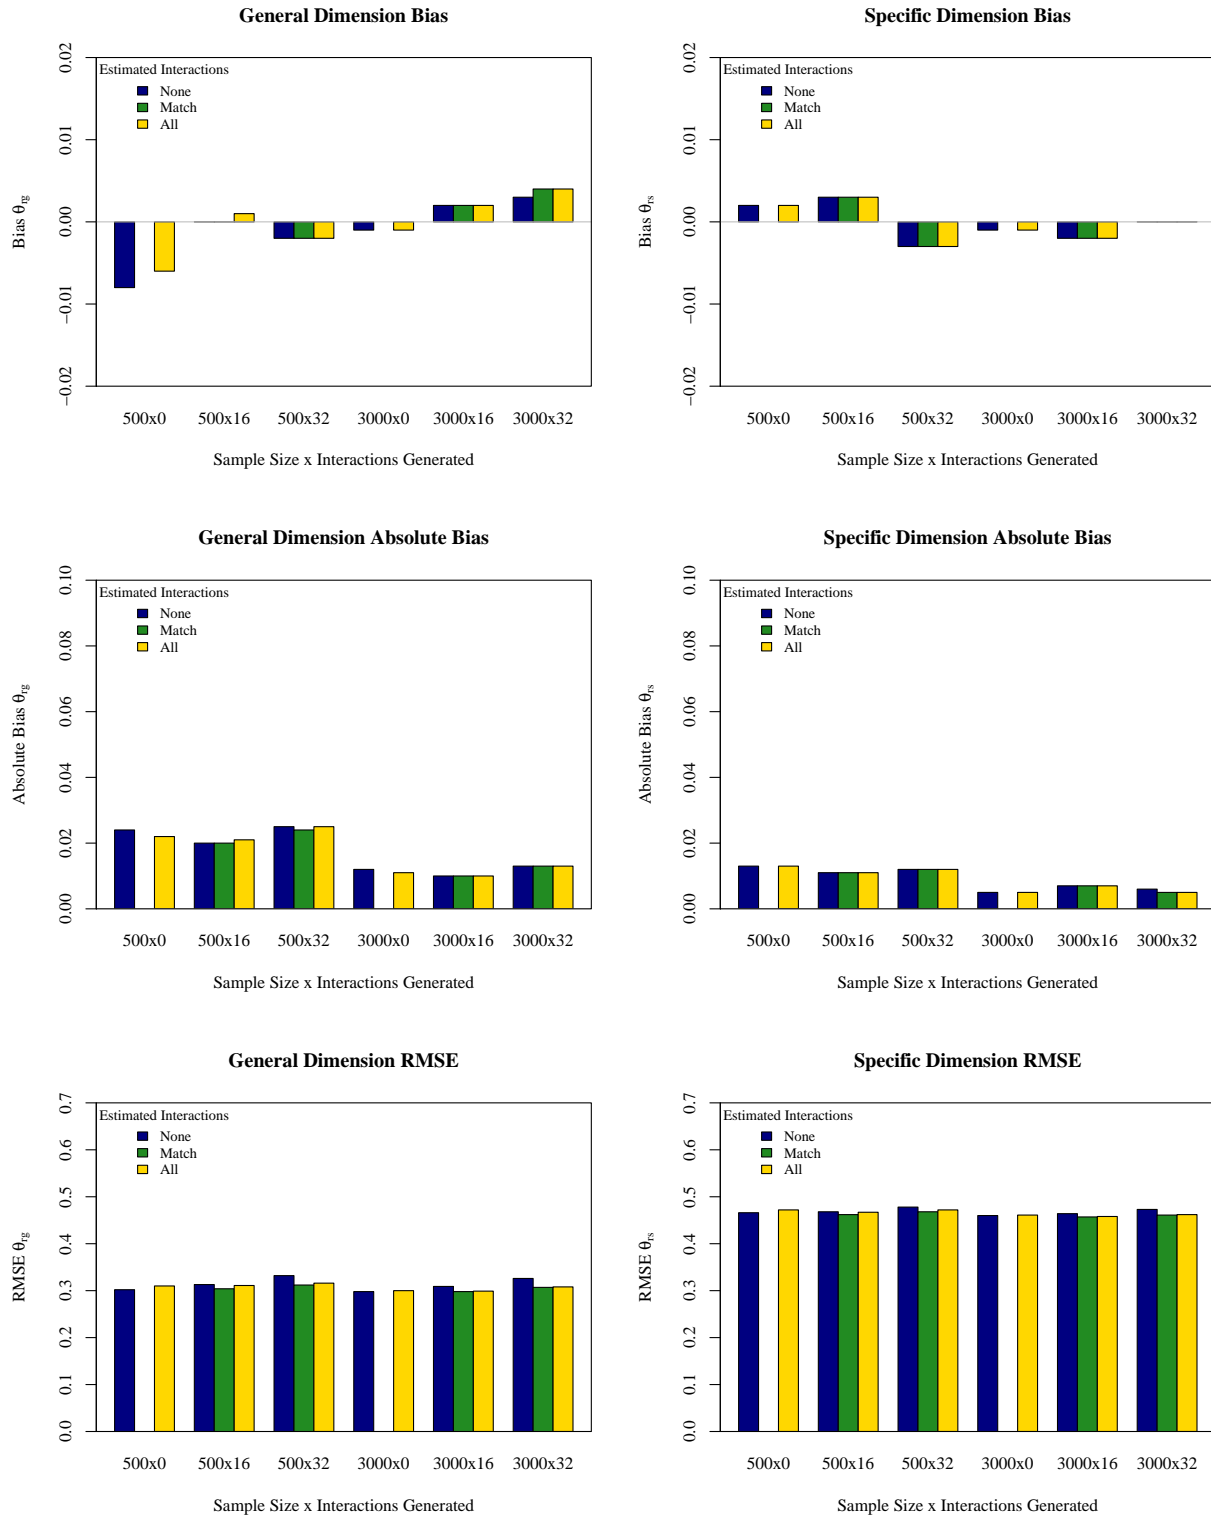 General Dimension Bias
Estimated Interactions
None
Match
All
Bias θrg
0.02
0.01
0.00
−0.01
−0.02
500x0 500x16 500x32 3000x0 3000x16 3000x32
Sample Size x Interactions Generated
Specific Dimension Bias
Estimated Interactions
None
Match
All
Bias θrs
0.02
0.01
0.00
−0.01
−0.02
500x0 500x16 500x32 3000x0 3000x16 3000x32
Sample Size x Interactions Generated
General Dimension Absolute Bias
Estimated Interactions
None
Match
All
Absolute Bias θrg
0.10
0.08
0.06
0.04
0.02
0.00
500x0 500x16 500x32 3000x0 3000x16 3000x32
Sample Size x Interactions Generated
Specific Dimension Absolute Bias
Estimated Interactions
None
Match
All
Absolute Bias θrs
0.10
0.08
0.06
0.04
0.02
0.00
500x0 500x16 500x32 3000x0 3000x16 3000x32
Sample Size x Interactions Generated
General Dimension RMSE
Estimated Interactions
None
Match
All
RMSE θrg
0.7
0.6
0.5
0.4
0.3
0.2
0.1
0.0
500x0 500x16 500x32 3000x0 3000x16 3000x32
Sample Size x Interactions Generated
Specific Dimension RMSE
Estimated Interactions
None
Match
All
RMSE θrs
0.7
0.6
0.5
0.4
0.3
0.2
0.1
0.0
500x0 500x16 500x32 3000x0 3000x16 3000x32
Sample Size x Interactions Generated